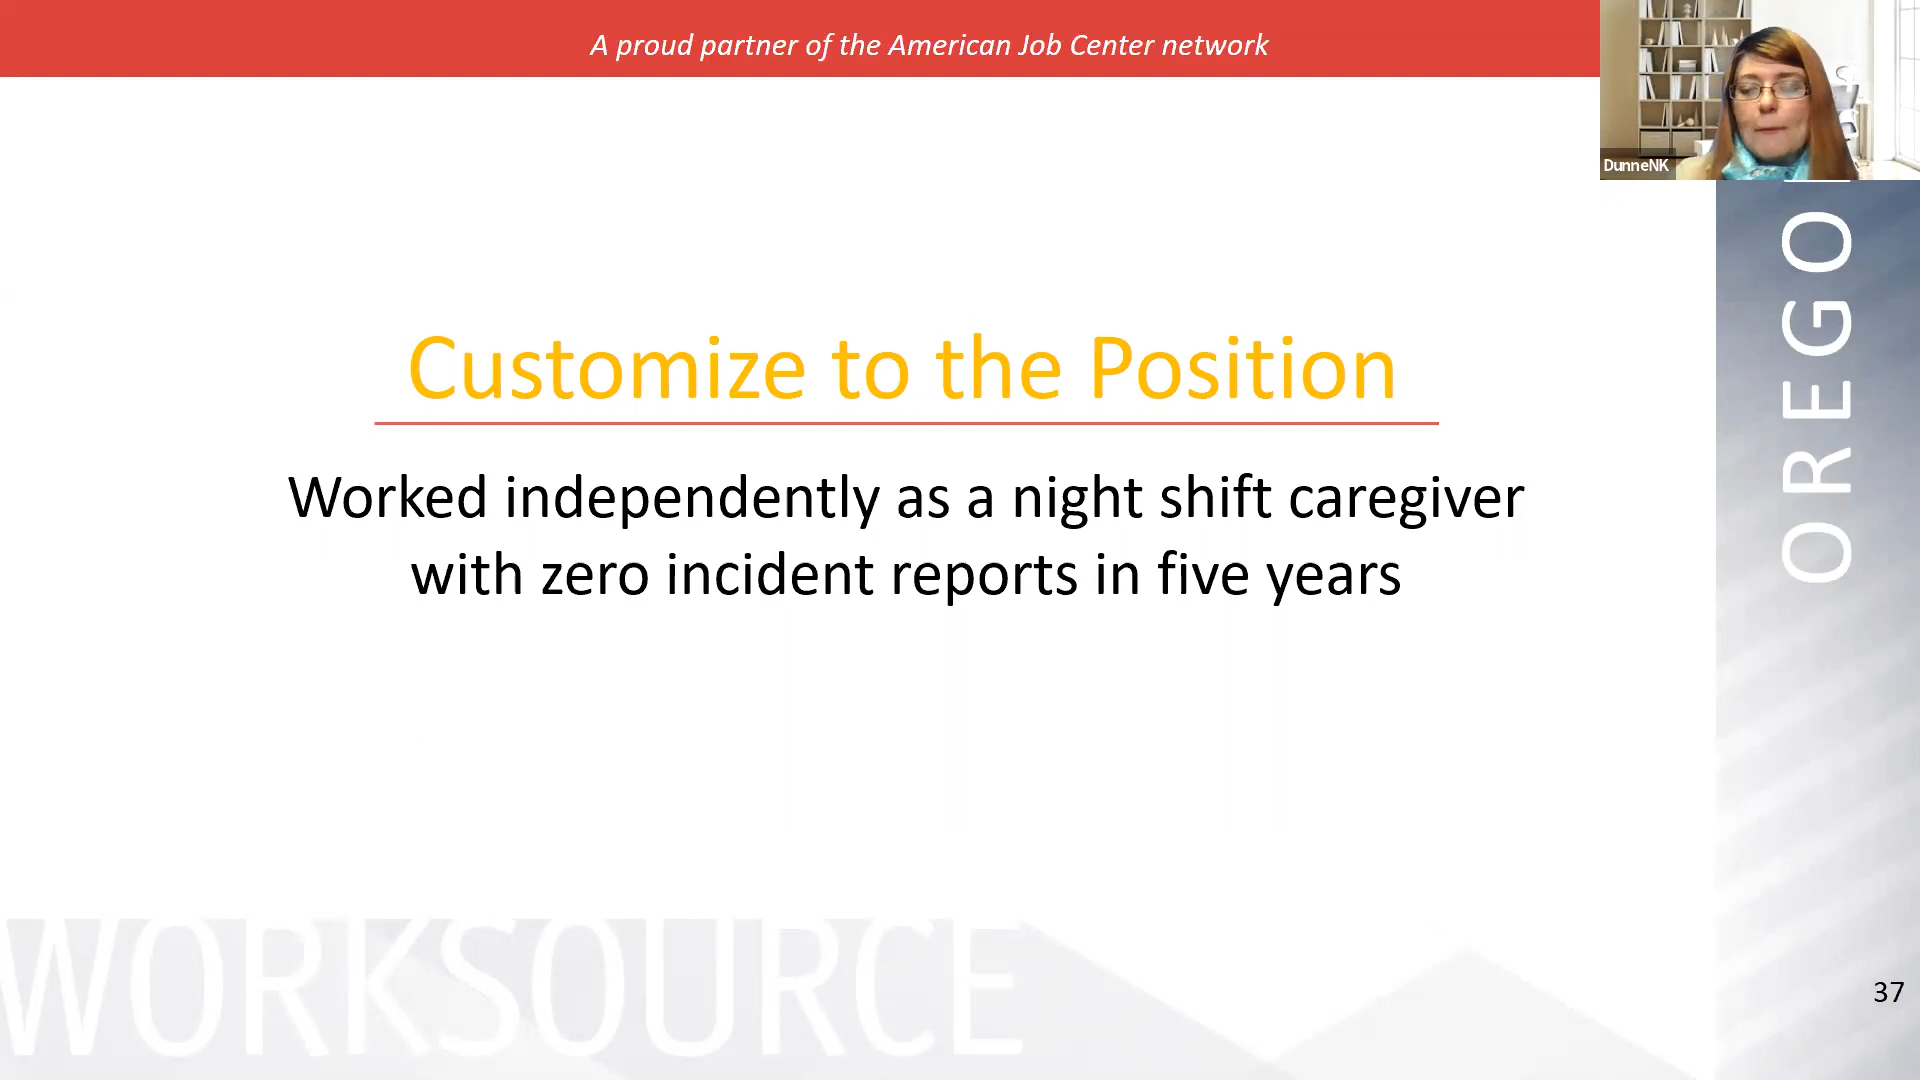 A proud partner of the American Job Center network
DunneNK
OREGO
Customize to the Position
Worked independently as a night shift caregiver
with zero incident reports in five years
WORKSOURCE
37